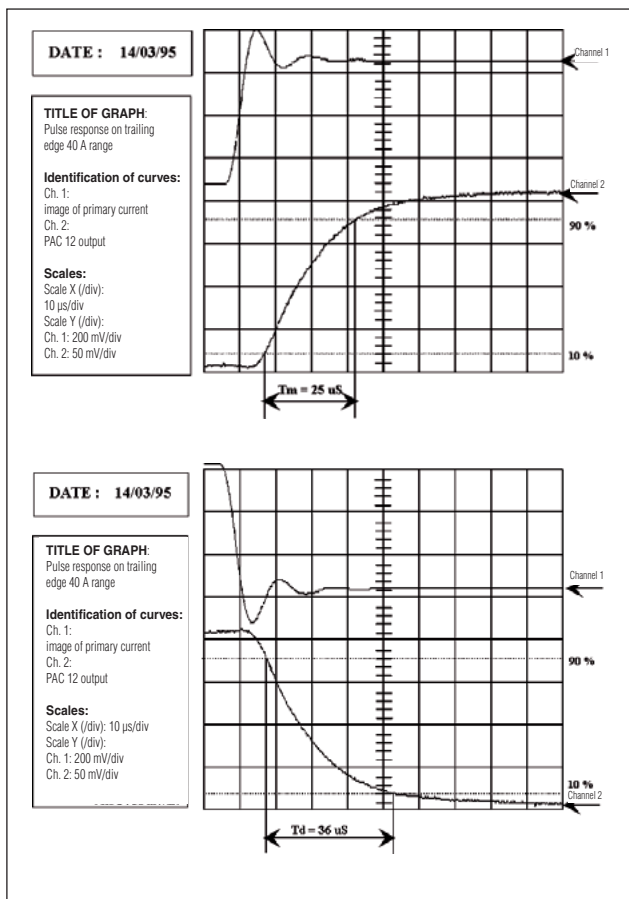 DATE : 14/03/95
TITLE OF GRAPH:
Pulse response on trailing
edge 40 A range
Identification of curves:
Ch. 1:
image of primary current
Ch. 2:
PAC 12 output
Scales:
Scale X (/div):
10 µs/div
Scale Y (/div):
Ch. 1: 200 mV/div
Ch. 2: 50 mV/div
Channel 1
Channel 2
90 %
10 %
Tm = 25 uS
DATE : 14/03/95
TITLE OF GRAPH:
Pulse response on trailing
edge 40 A range
Identification of curves:
Ch. 1:
image of primary current
Ch. 2:
PAC 12 output
Scales:
Scale X (/div): 10 µs/div
Scale Y (/div):
Ch. 1: 200 mV/div
Ch. 2: 50 mV/div
Channel 1
90 %
10 %
Channel 2
Td = 36 uS